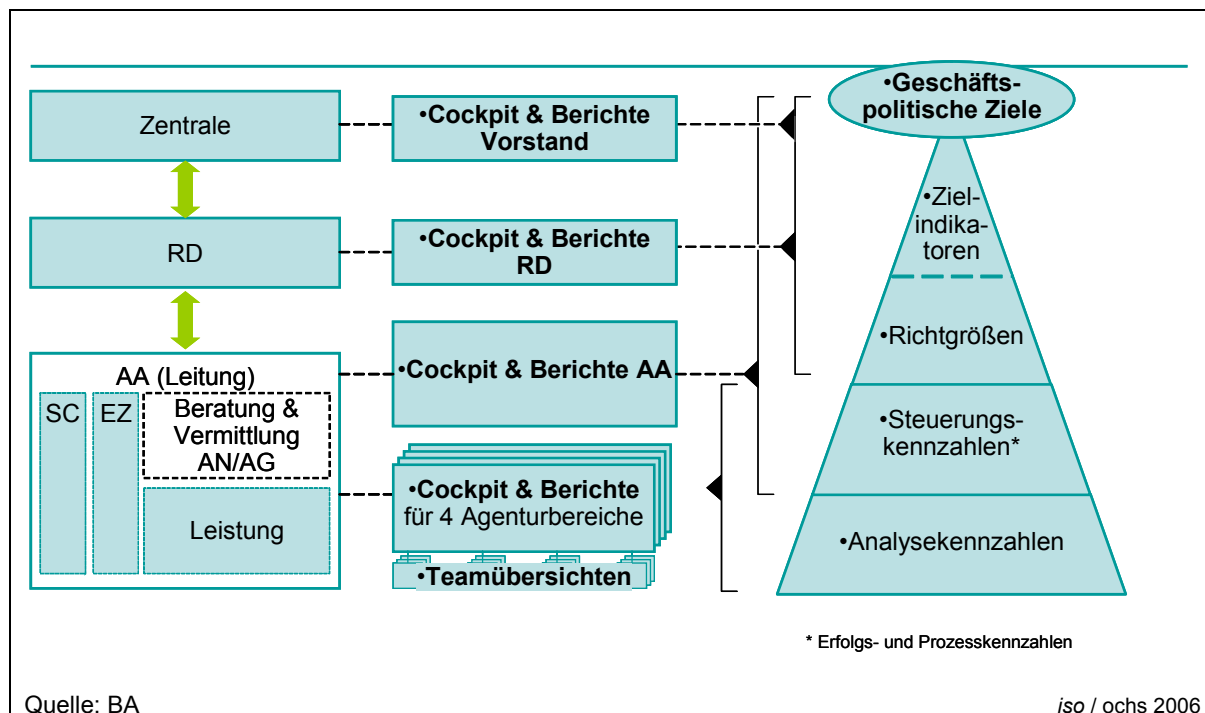 Zentrale
RD
AA (Leitung)
SC
EZ
Beratung &
Vermittlung
AN/AG
Leistung
•Cockpit & Berichte
Vorstand
•Cockpit & Berichte
RD
•Cockpit & Berichte AA
•Cockpit & Berichte
für 4 Agenturbereiche
•Teamübersichten
•Geschäfts-
politische Ziele
•Ziel-
indika-
toren
•Richtgrößen
•Steuerungs-
kennzahlen*
•Analysekennzahlen
* Erfolgs- und Prozesskennzahlen
Quelle: BA
iso / ochs 2006